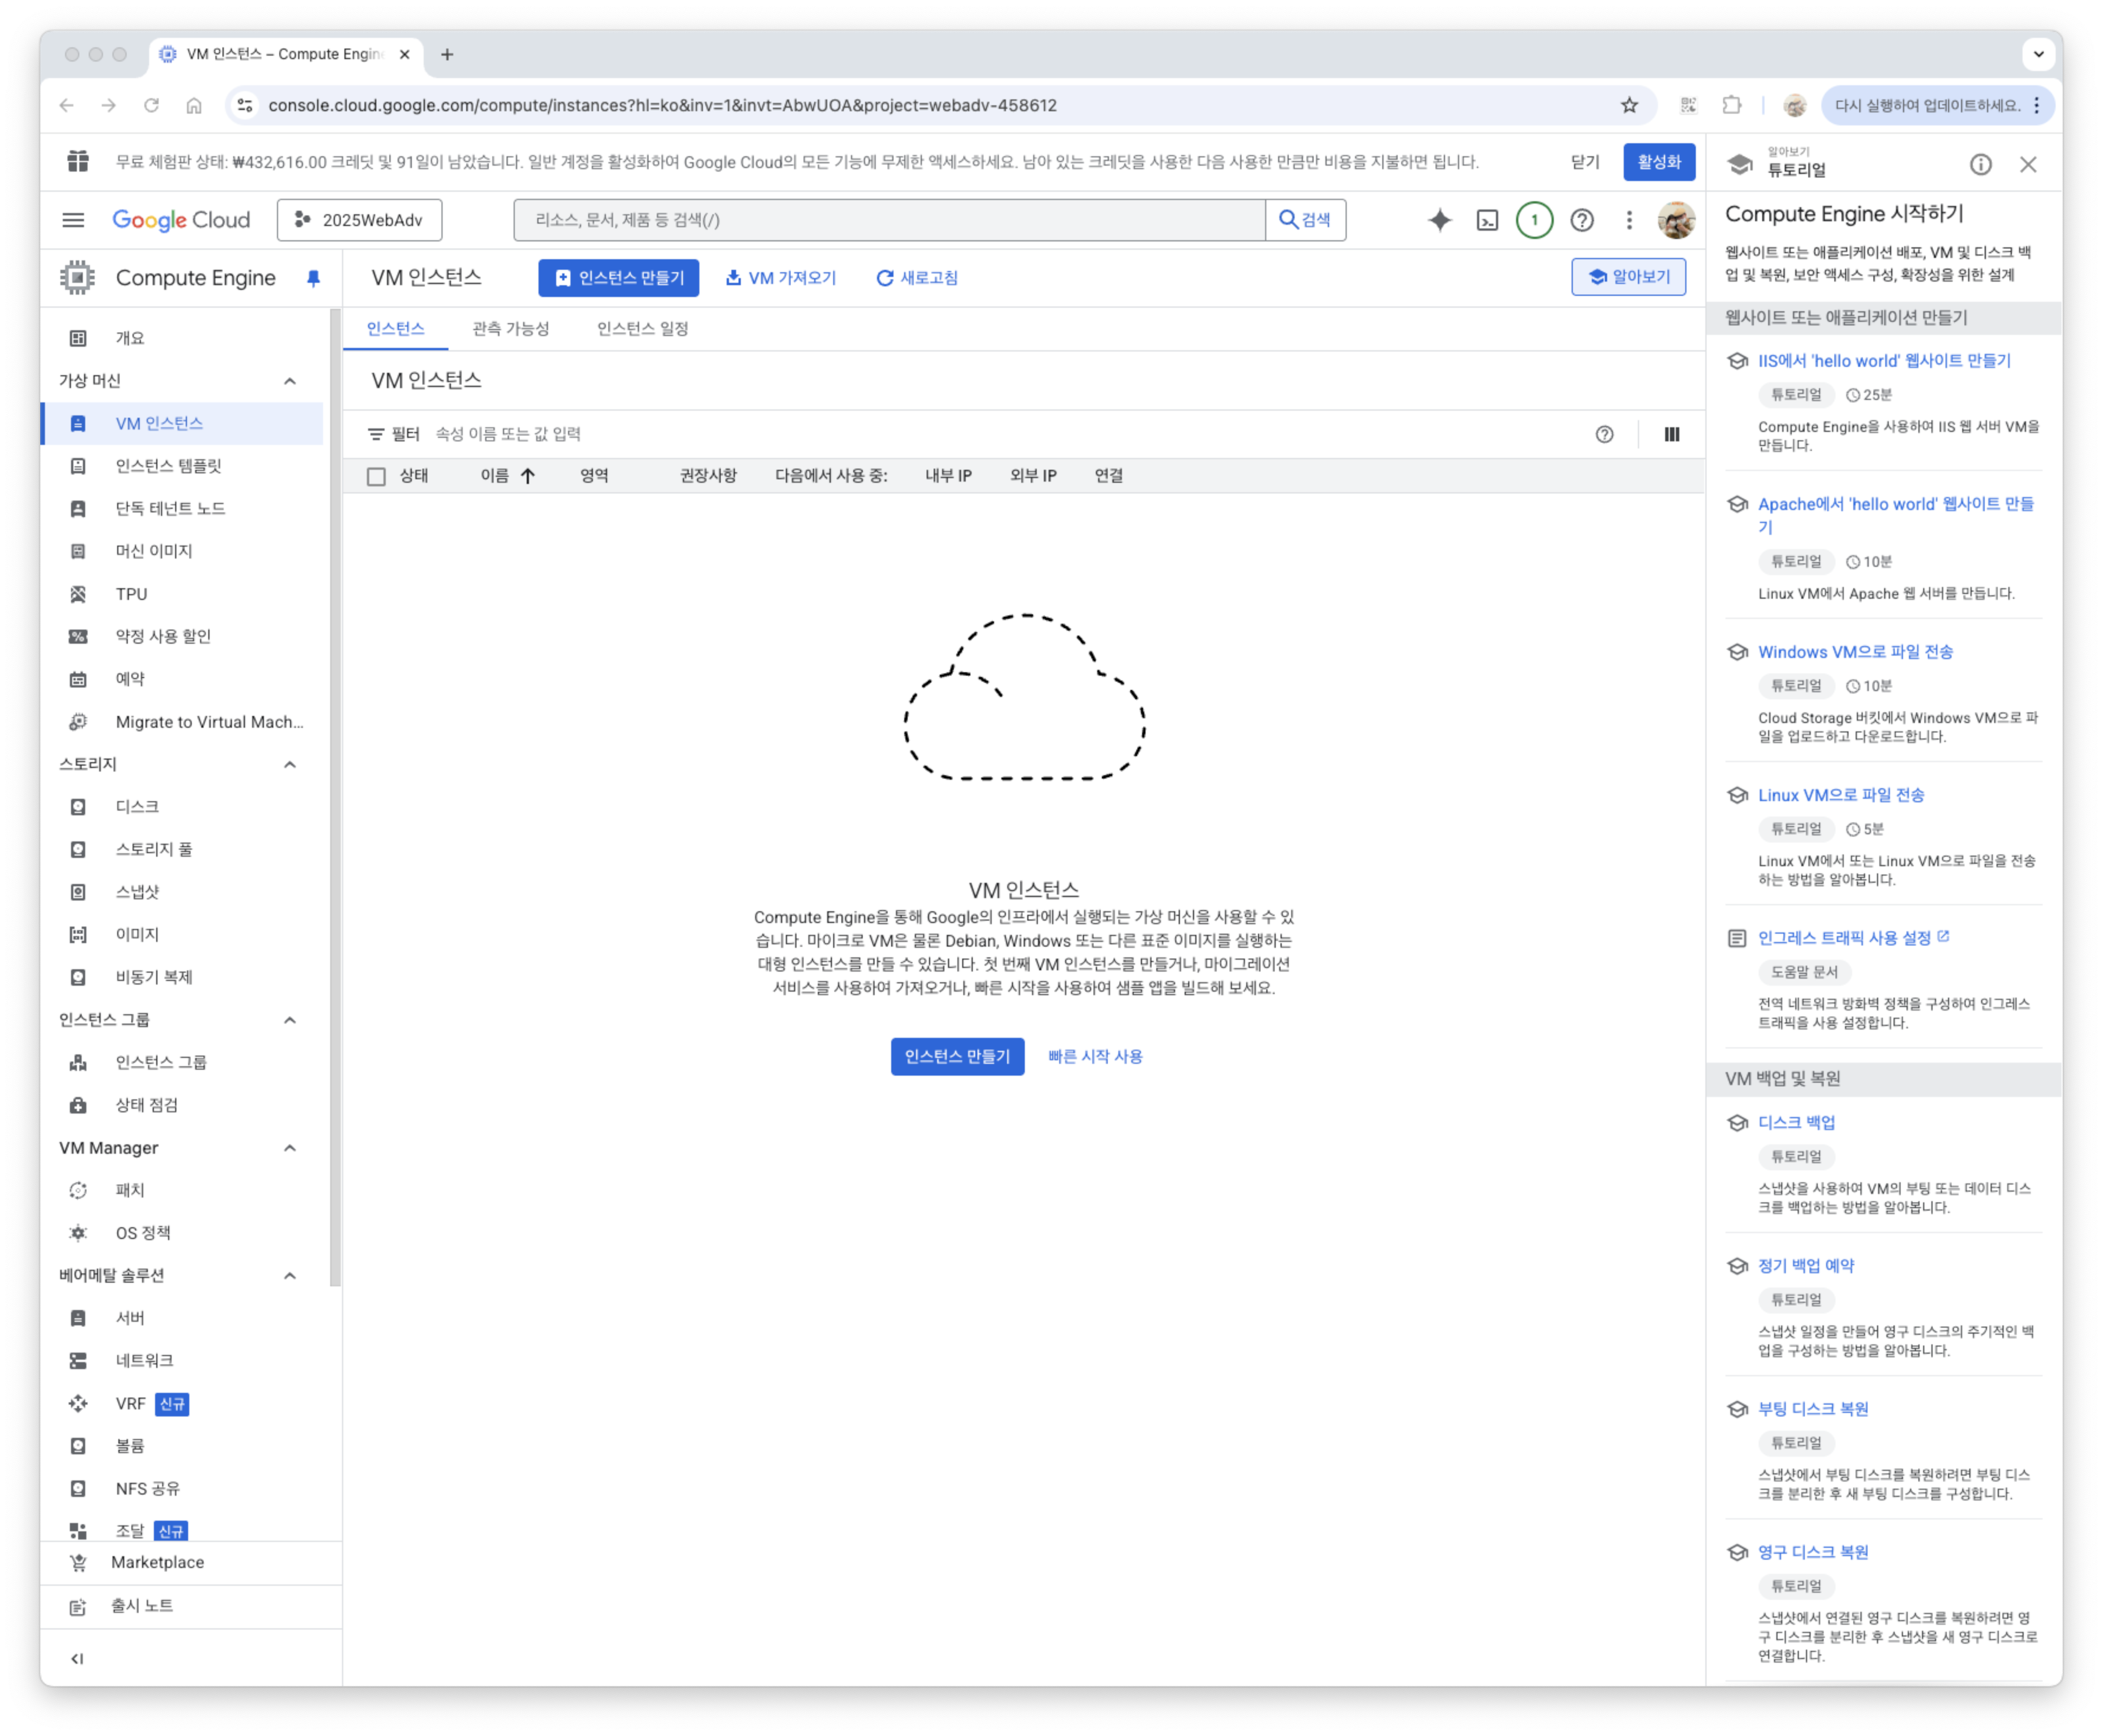 VM 인스턴스 – Compute Engine
console.cloud.google.com/compute/instances?hl=ko&inv=1&invt=AbwUOA&project=webadv-458612
다시 실행하여 업데이트하세요.
무료 체험판 상태: ₩432,616.00 크레딧 및 91일이 남았습니다. 일반 계정을 활성화하여 Google Cloud의 모든 기능에 무제한 액세스하세요. 남아 있는 크레딧을 사용한 다음 사용한 만큼만 비용을 지불하면 됩니다.
닫기
활성화
Google Cloud
2025WebAdv
리소스, 문서, 제품 등 검색(/)
검색
1
Compute Engine
VM 인스턴스
인스턴스 만들기
VM 가져오기
새로고침
알아보기
개요
가상 머신
VM 인스턴스
인스턴스 템플릿
단독 테넌트 노드
머신 이미지
TPU
약정 사용 할인
예약
Migrate to Virtual Mach...
스토리지
디스크
스토리지 풀
스냅샷
이미지
비동기 복제
인스턴스 그룹
인스턴스 그룹
상태 점검
VM Manager
패치
OS 정책
베어메탈 솔루션
서버
네트워크
VRF 신규
볼륨
NFS 공유
조달 신규
Marketplace
출시 노트
인스턴스 관측 가능성 인스턴스 일정
VM 인스턴스
필터 속성 이름 또는 값 입력
상태 이름 영역 권장사항 다음에서 사용 중: 내부 IP 외부 IP 연결
VM 인스턴스
Compute Engine을 통해 Google의 인프라에서 실행되는 가상 머신을 사용할 수 있
습니다. 마이크로 VM은 물론 Debian, Windows 또는 다른 표준 이미지를 실행하는
대형 인스턴스를 만들 수 있습니다. 첫 번째 VM 인스턴스를 만들거나, 마이그레이션
서비스를 사용하여 가져오거나, 빠른 시작을 사용하여 샘플 앱을 빌드해 보세요.
인스턴스 만들기 빠른 시작 사용
알아보기
튜토리얼
Compute Engine 시작하기
웹사이트 또는 애플리케이션 배포, VM 및 디스크 백
업 및 복원, 보안 액세스 구성, 확장성을 위한 설계
웹사이트 또는 애플리케이션 만들기
IIS에서 'hello world' 웹사이트 만들기
튜토리얼 25분
Compute Engine을 사용하여 IIS 웹 서버 VM을
만듭니다.
Apache에서 'hello world' 웹사이트 만들
기
튜토리얼 10분
Linux VM에서 Apache 웹 서버를 만듭니다.
Windows VM으로 파일 전송
튜토리얼 10분
Cloud Storage 버킷에서 Windows VM으로 파
일을 업로드하고 다운로드합니다.
Linux VM으로 파일 전송
튜토리얼 5분
Linux VM에서 또는 Linux VM으로 파일을 전송
하는 방법을 알아봅니다.
인그레스 트래픽 사용 설정
도움말 문서
전역 네트워크 방화벽 정책을 구성하여 인그레스
트래픽을 사용 설정합니다.
VM 백업 및 복원
디스크 백업
튜토리얼
스냅샷을 사용하여 VM의 부팅 또는 데이터 디스
크를 백업하는 방법을 알아봅니다.
정기 백업 예약
튜토리얼
스냅샷 일정을 만들어 영구 디스크의 주기적인 백
업을 구성하는 방법을 알아봅니다.
부팅 디스크 복원
튜토리얼
스냅샷에서 부팅 디스크를 복원하려면 부팅 디스
크를 분리한 후 새 부팅 디스크를 구성합니다.
영구 디스크 복원
튜토리얼
스냅샷에서 연결된 영구 디스크를 복원하려면 영
구 디스크를 분리한 후 스냅샷을 새 영구 디스크로
연결합니다.